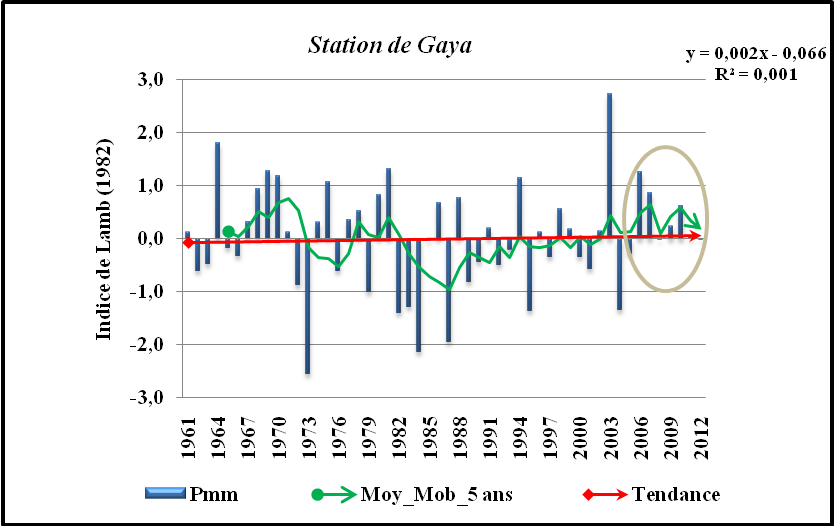 Station de Gaya
y = 0,002x - 0,066
R² = 0,001
Indice de Lamb (1982)
3,0
2,0
1,0
0,0
-1,0
-2,0
-3,0
1961 1964 1967 1970 1973 1976 1979 1982 1985 1988 1991 1994 1997 2000 2003 2006 2009 2012
Pmm Moy_Mob_5 ans Tendance